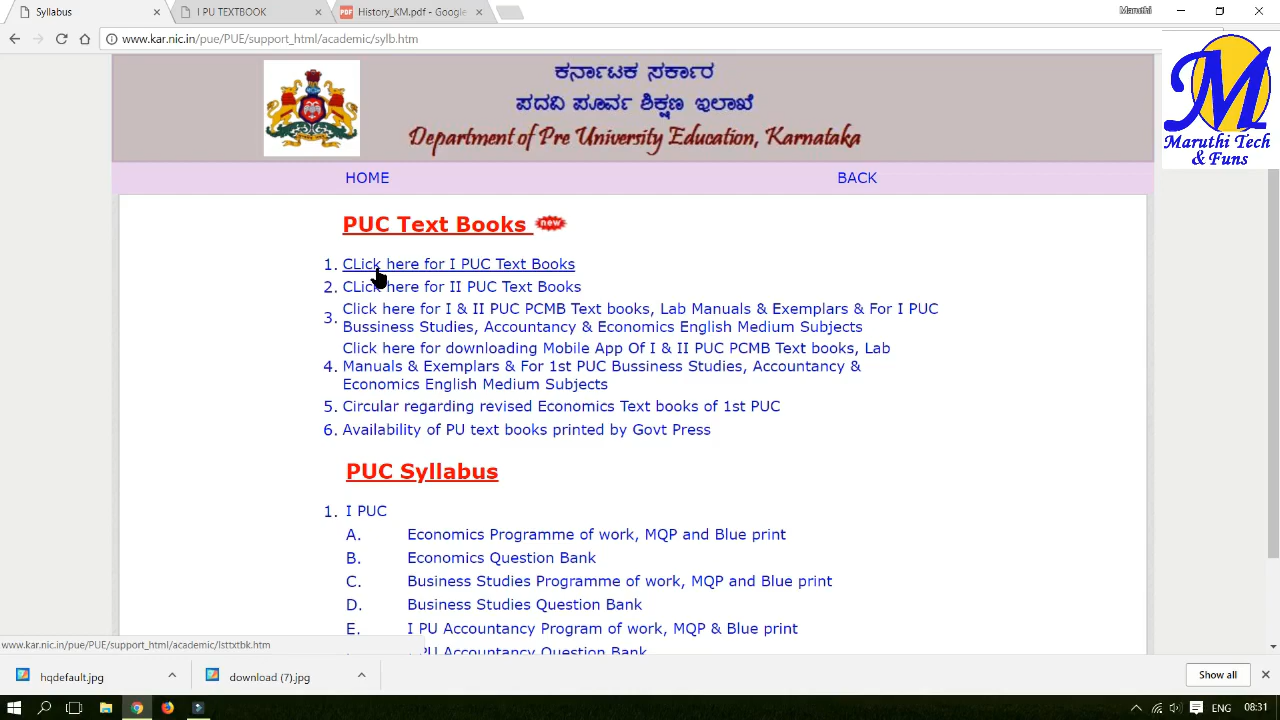 Syllabus
I PU TEXTBOOK
History_KM.pdf - Google
Maruthi
www.kar.nic.in/pue/PUE/support_html/academic/sylb.htm
M
Maruthi Tech
& Funs
ಕರ್ನಾಟಕ ಸರ್ಕಾರ
ಪದವಿ ಪೂರ್ವ ಶಿಕ್ಷಣ ಇಲಾಖೆ
Department of Pre University Education, Karnataka
HOME BACK
PUC Text Books new
1. CLick here for I PUC Text Books
2. CLick here for II PUC Text Books
3. Click here for I & II PUC PCMB Text books, Lab Manuals & Exemplars & For I PUC
Bussiness Studies, Accountancy & Economics English Medium Subjects
4. Click here for downloading Mobile App Of I & II PUC PCMB Text books, Lab
Manuals & Exemplars & For 1st PUC Bussiness Studies, Accountancy &
Economics English Medium Subjects
5. Circular regarding revised Economics Text books of 1st PUC
6. Availability of PU text books printed by Govt Press
PUC Syllabus
1. I PUC
A. Economics Programme of work, MQP and Blue print
B. Economics Question Bank
C. Business Studies Programme of work, MQP and Blue print
D. Business Studies Question Bank
E. I PU Accountancy Program of work, MQP & Blue print
PU Accountancy Question Bank
www.kar.nic.in/pue/PUE/support_html/academic/Isttxtbk.htm
hqdefault.jpg
download (7).jpg
Show all
ENG
08:31